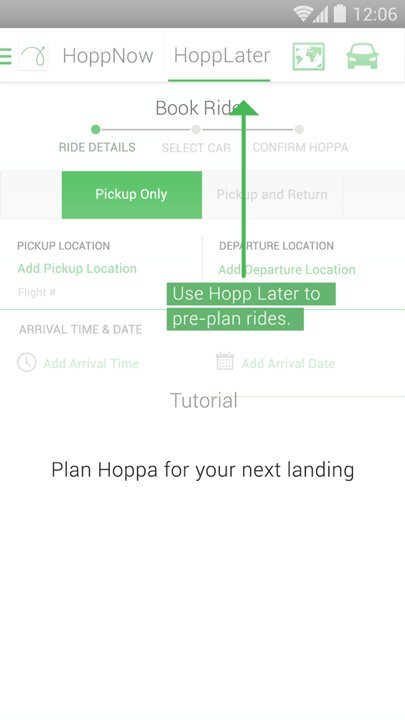 12:06
HoppNow HoppLater
Book Ride
RIDE DETAILS SELECT CAR CONFIRM HOPPA
Pickup Only Pickup and Return
PICKUP LOCATION DEPARTURE LOCATION
Add Pickup Location Add Departure Location
Flight #
Use Hopp Later to
pre-plan rides.
ARRIVAL TIME & DATE
Add Arrival Time Add Arrival Date
Tutorial
Plan Hoppa for your next landing